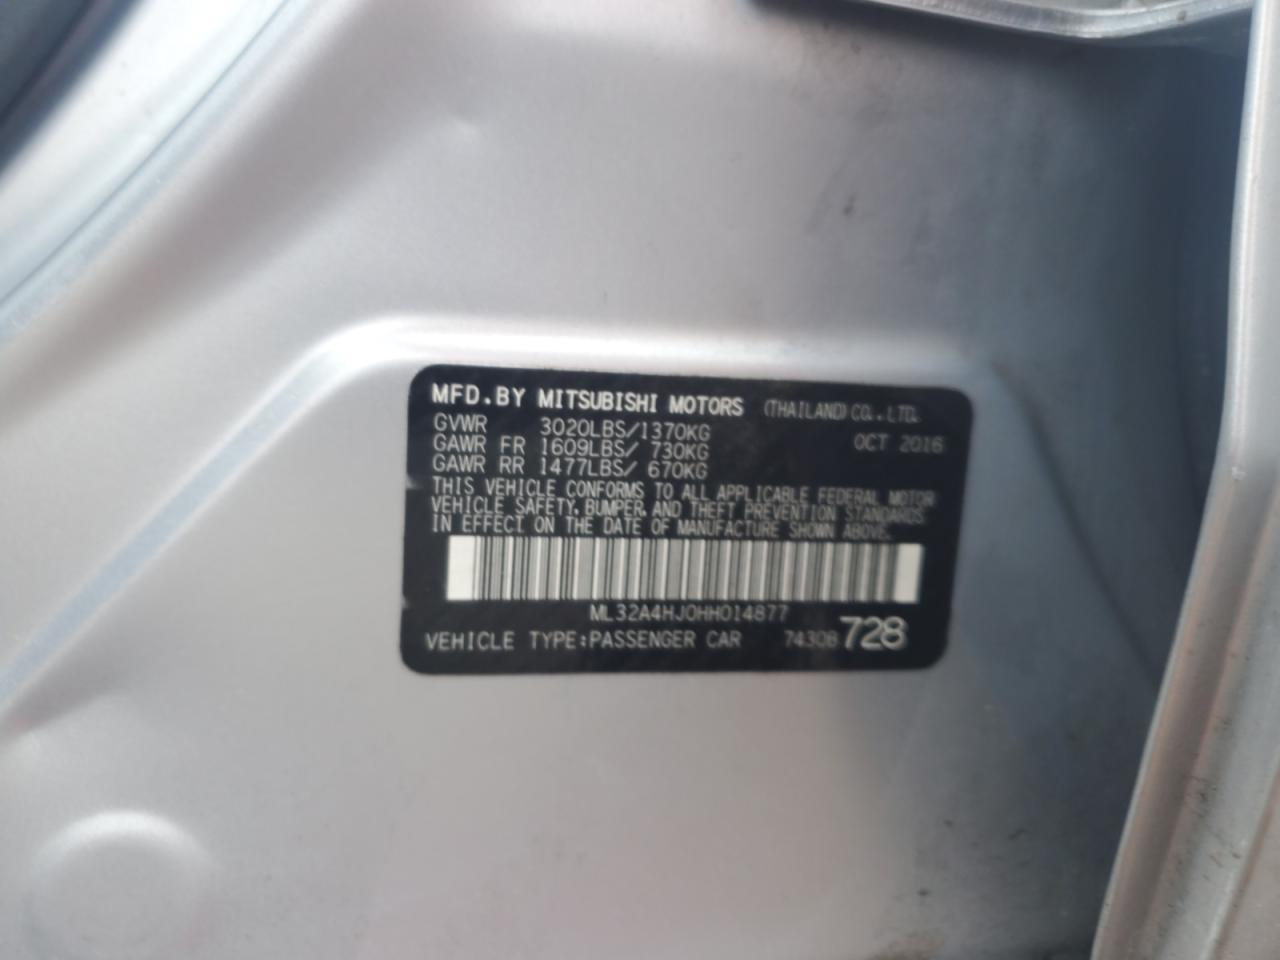 MFD.BY MITSUBISHI MOTORS (THAILAND) CO.,LTD.
GVWR 3020LBS/1370KG OCT 2016
GAWR FR 1609LBS/ 730KG
GAWR RR 1477LBS/ 670KG
THIS VEHICLE CONFORMS TO ALL APPLICABLE FEDERAL MOTOR
VEHICLE SAFETY, BUMPER, AND THEFT PREVENTION STANDARDS
IN EFFECT ON THE DATE OF MANUFACTURE SHOWN ABOVE.
ML32A4HJ0HH014877
VEHICLE TYPE:PASSENGER CAR 728